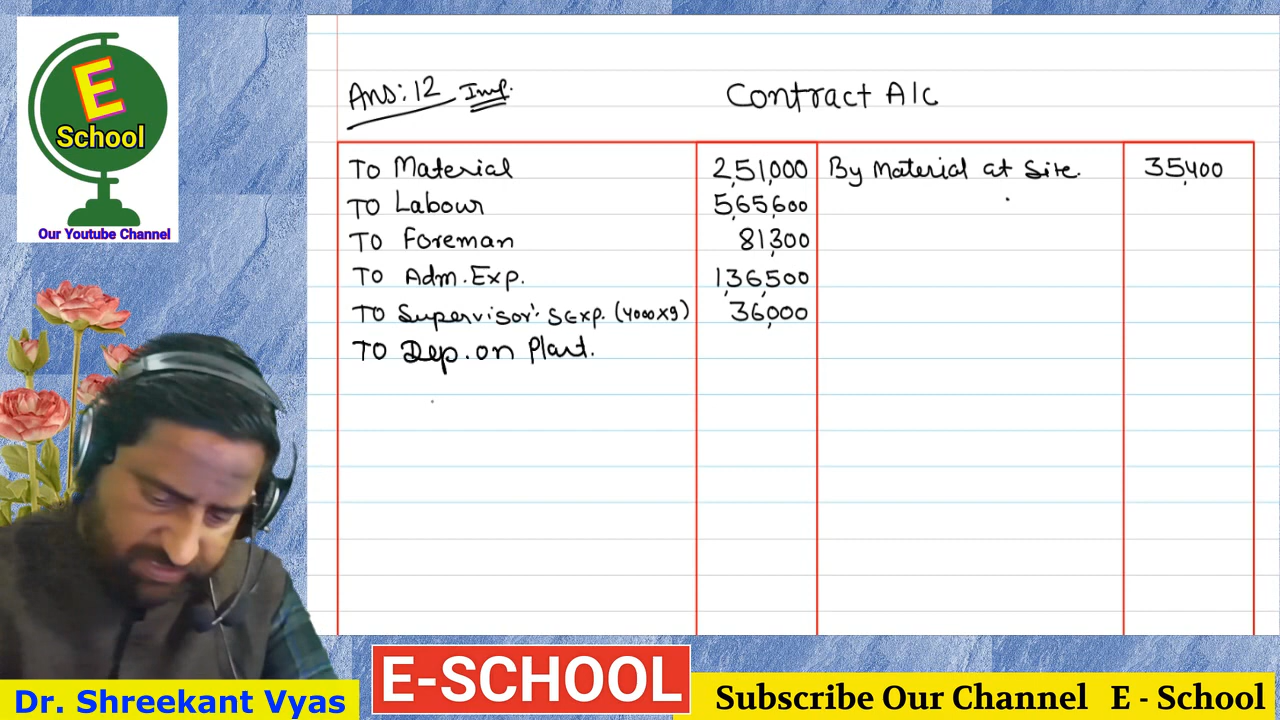 E
School
Our Youtube Channel
Ans: 12 Imp.
Contract A/c
To Material 2,51,000 By Material at Site. 35,400
To Labour 5,65,600
To Foreman 81,300
To Adm. Exp. 1,36,500
To Supervisor's Exp. (4000x9) 36,000
To Dep. on Plant.
E-SCHOOL
Dr. Shreekant Vyas
Subscribe Our Channel E - School